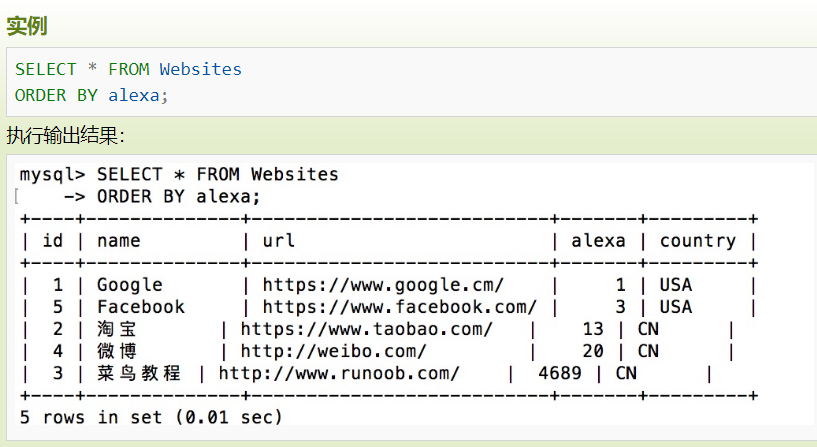 实例
SELECT * FROM Websites
ORDER BY alexa;
执行输出结果：
mysql> SELECT * FROM Websites
[    -> ORDER BY alexa;
+----+--------------+---------------------------+-------+---------+
| id | name         | url                       | alexa | country |
+----+--------------+---------------------------+-------+---------+
|  1 | Google       | https://www.google.cm/    |     1 | USA     |
|  5 | Facebook     | https://www.facebook.com/ |     3 | USA     |
|  2 | 淘宝       | https://www.taobao.com/   |    13 | CN      |
|  4 | 微博       | http://weibo.com/         |    20 | CN      |
|  3 | 菜鸟教程 | http://www.runoob.com/    |  4689 | CN      |
+----+--------------+---------------------------+-------+---------+
5 rows in set (0.01 sec)